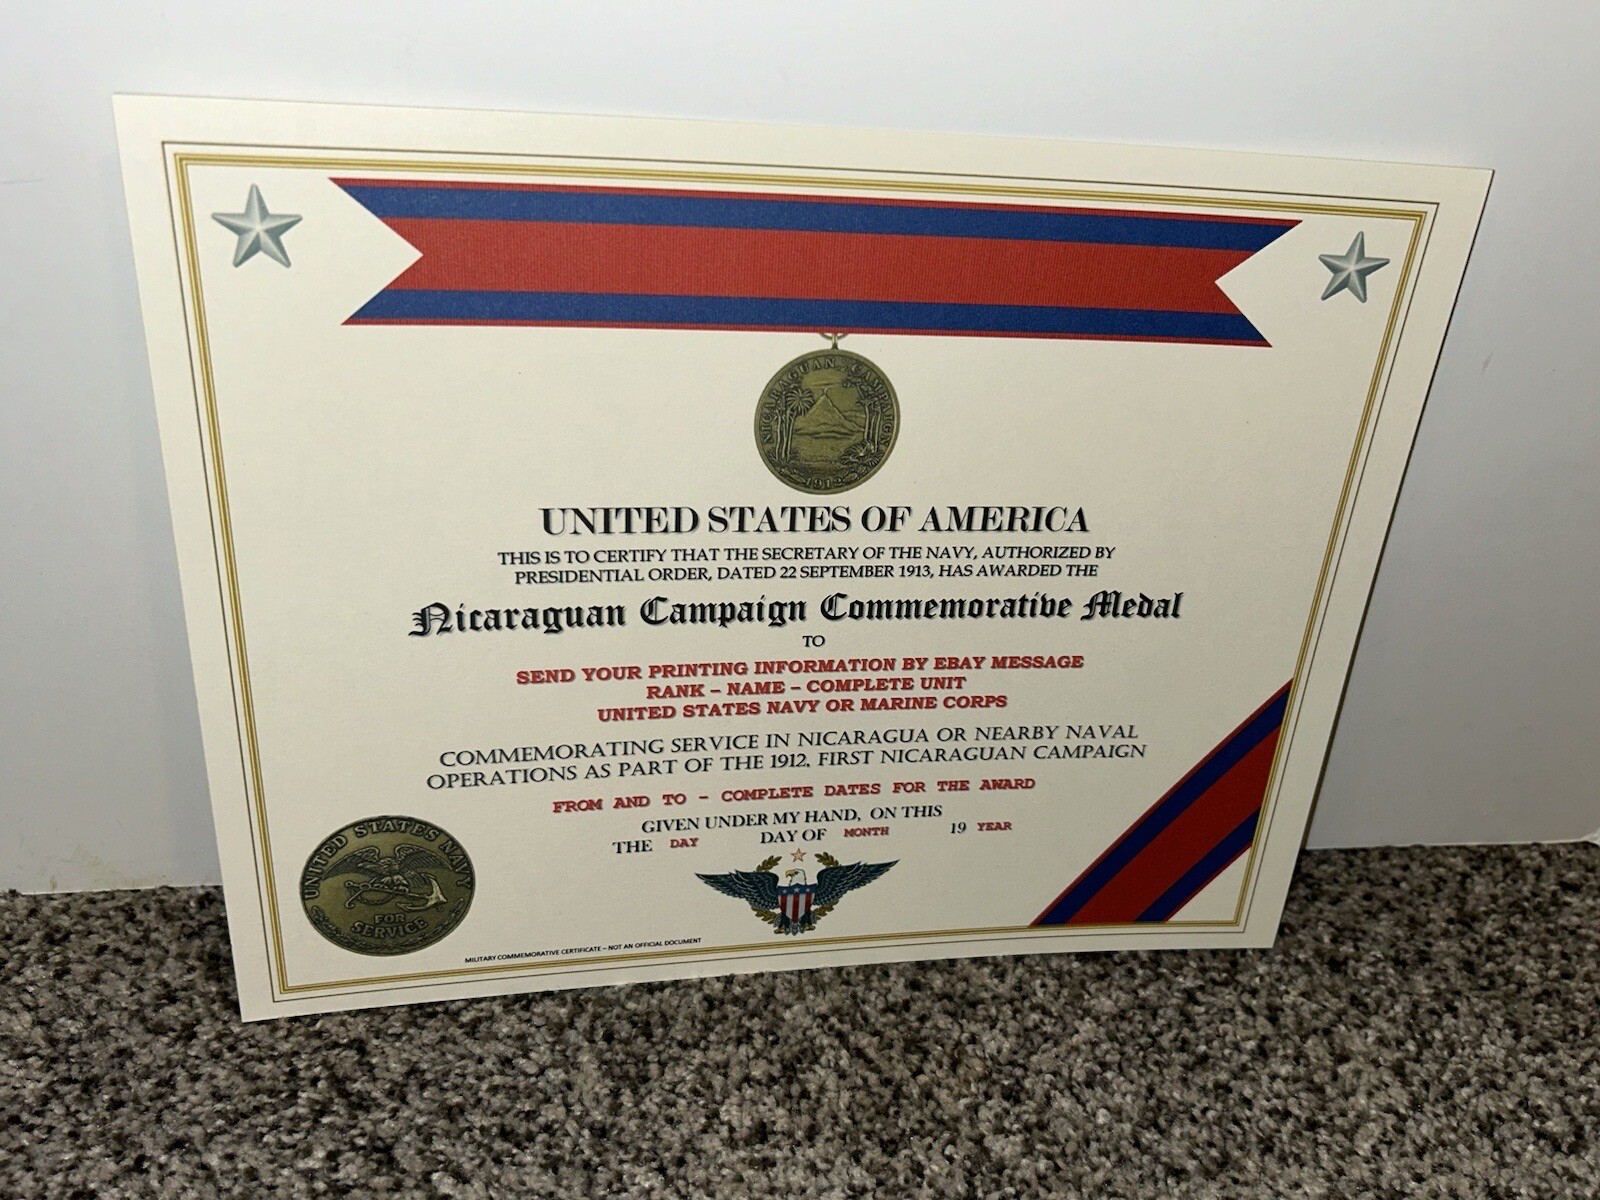 NICARAGUAN CAMPAIGN
1912
UNITED STATES OF AMERICA
THIS IS TO CERTIFY THAT THE SECRETARY OF THE NAVY, AUTHORIZED BY
PRESIDENTIAL ORDER, DATED 22 SEPTEMBER 1913, HAS AWARDED THE
Nicaraguan Campaign Commemorative Medal
TO
SEND YOUR PRINTING INFORMATION BY EBAY MESSAGE
RANK – NAME – COMPLETE UNIT
UNITED STATES NAVY OR MARINE CORPS
COMMEMORATING SERVICE IN NICARAGUA OR NEARBY NAVAL
OPERATIONS AS PART OF THE 1912, FIRST NICARAGUAN CAMPAIGN
FROM AND TO – COMPLETE DATES FOR THE AWARD
GIVEN UNDER MY HAND, ON THIS
THE DAY DAY OF MONTH 19 YEAR
UNITED STATES NAVY
FOR
SERVICE
MILITARY COMMEMORATIVE CERTIFICATE – NOT AN OFFICIAL DOCUMENT